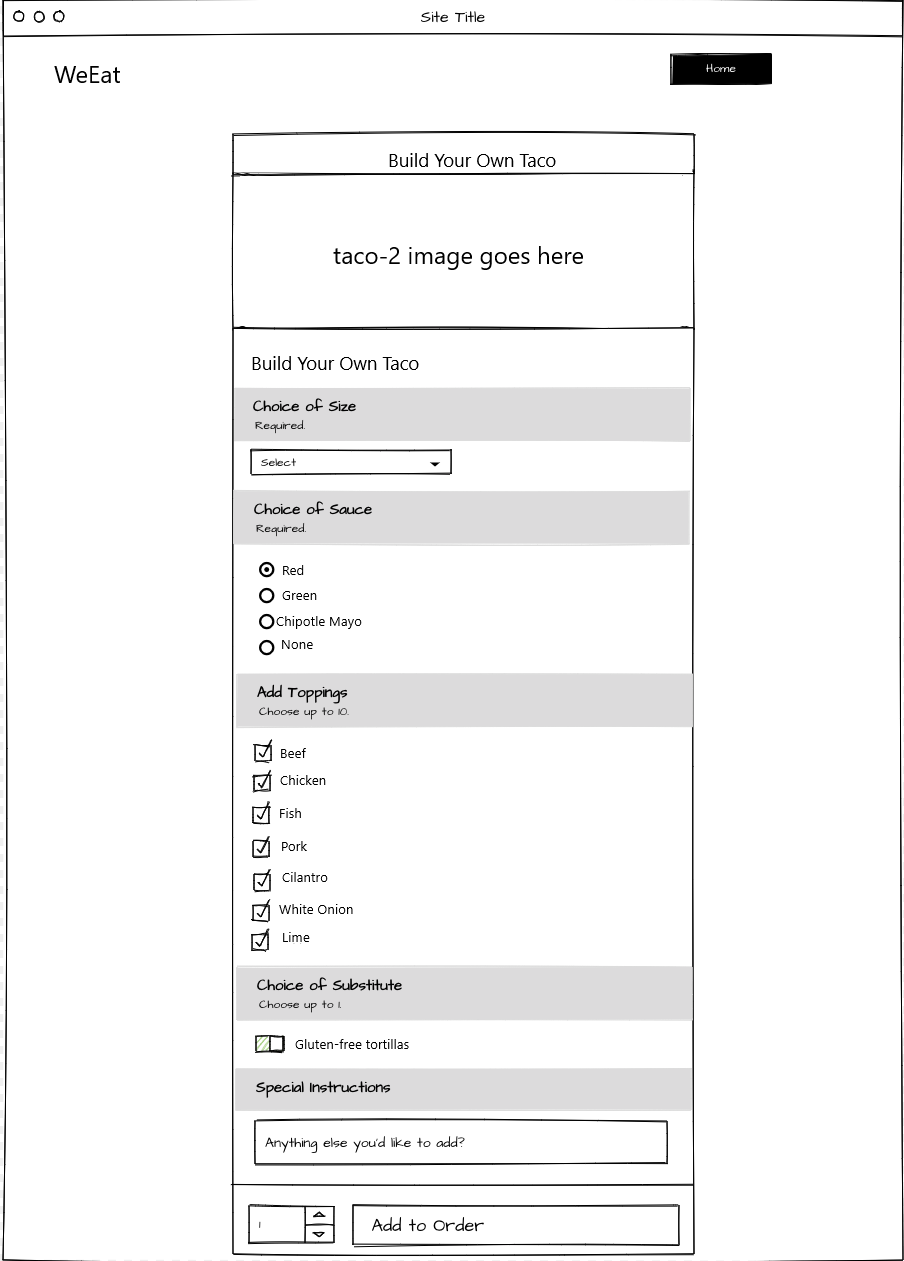 Site Title
WeEat
Home
Build Your Own Taco
taco-2 image goes here
Build Your Own Taco
Choice of Size
Required.
Select
Choice of Sauce
Required.
Red
Green
Chipotle Mayo
None
Add Toppings
Choose up to 10.
Beef
Chicken
Fish
Pork
Cilantro
White Onion
Lime
Choice of Substitute
Choose up to 1.
Gluten-free tortillas
Special Instructions
Anything else you'd like to add?
1
Add to Order